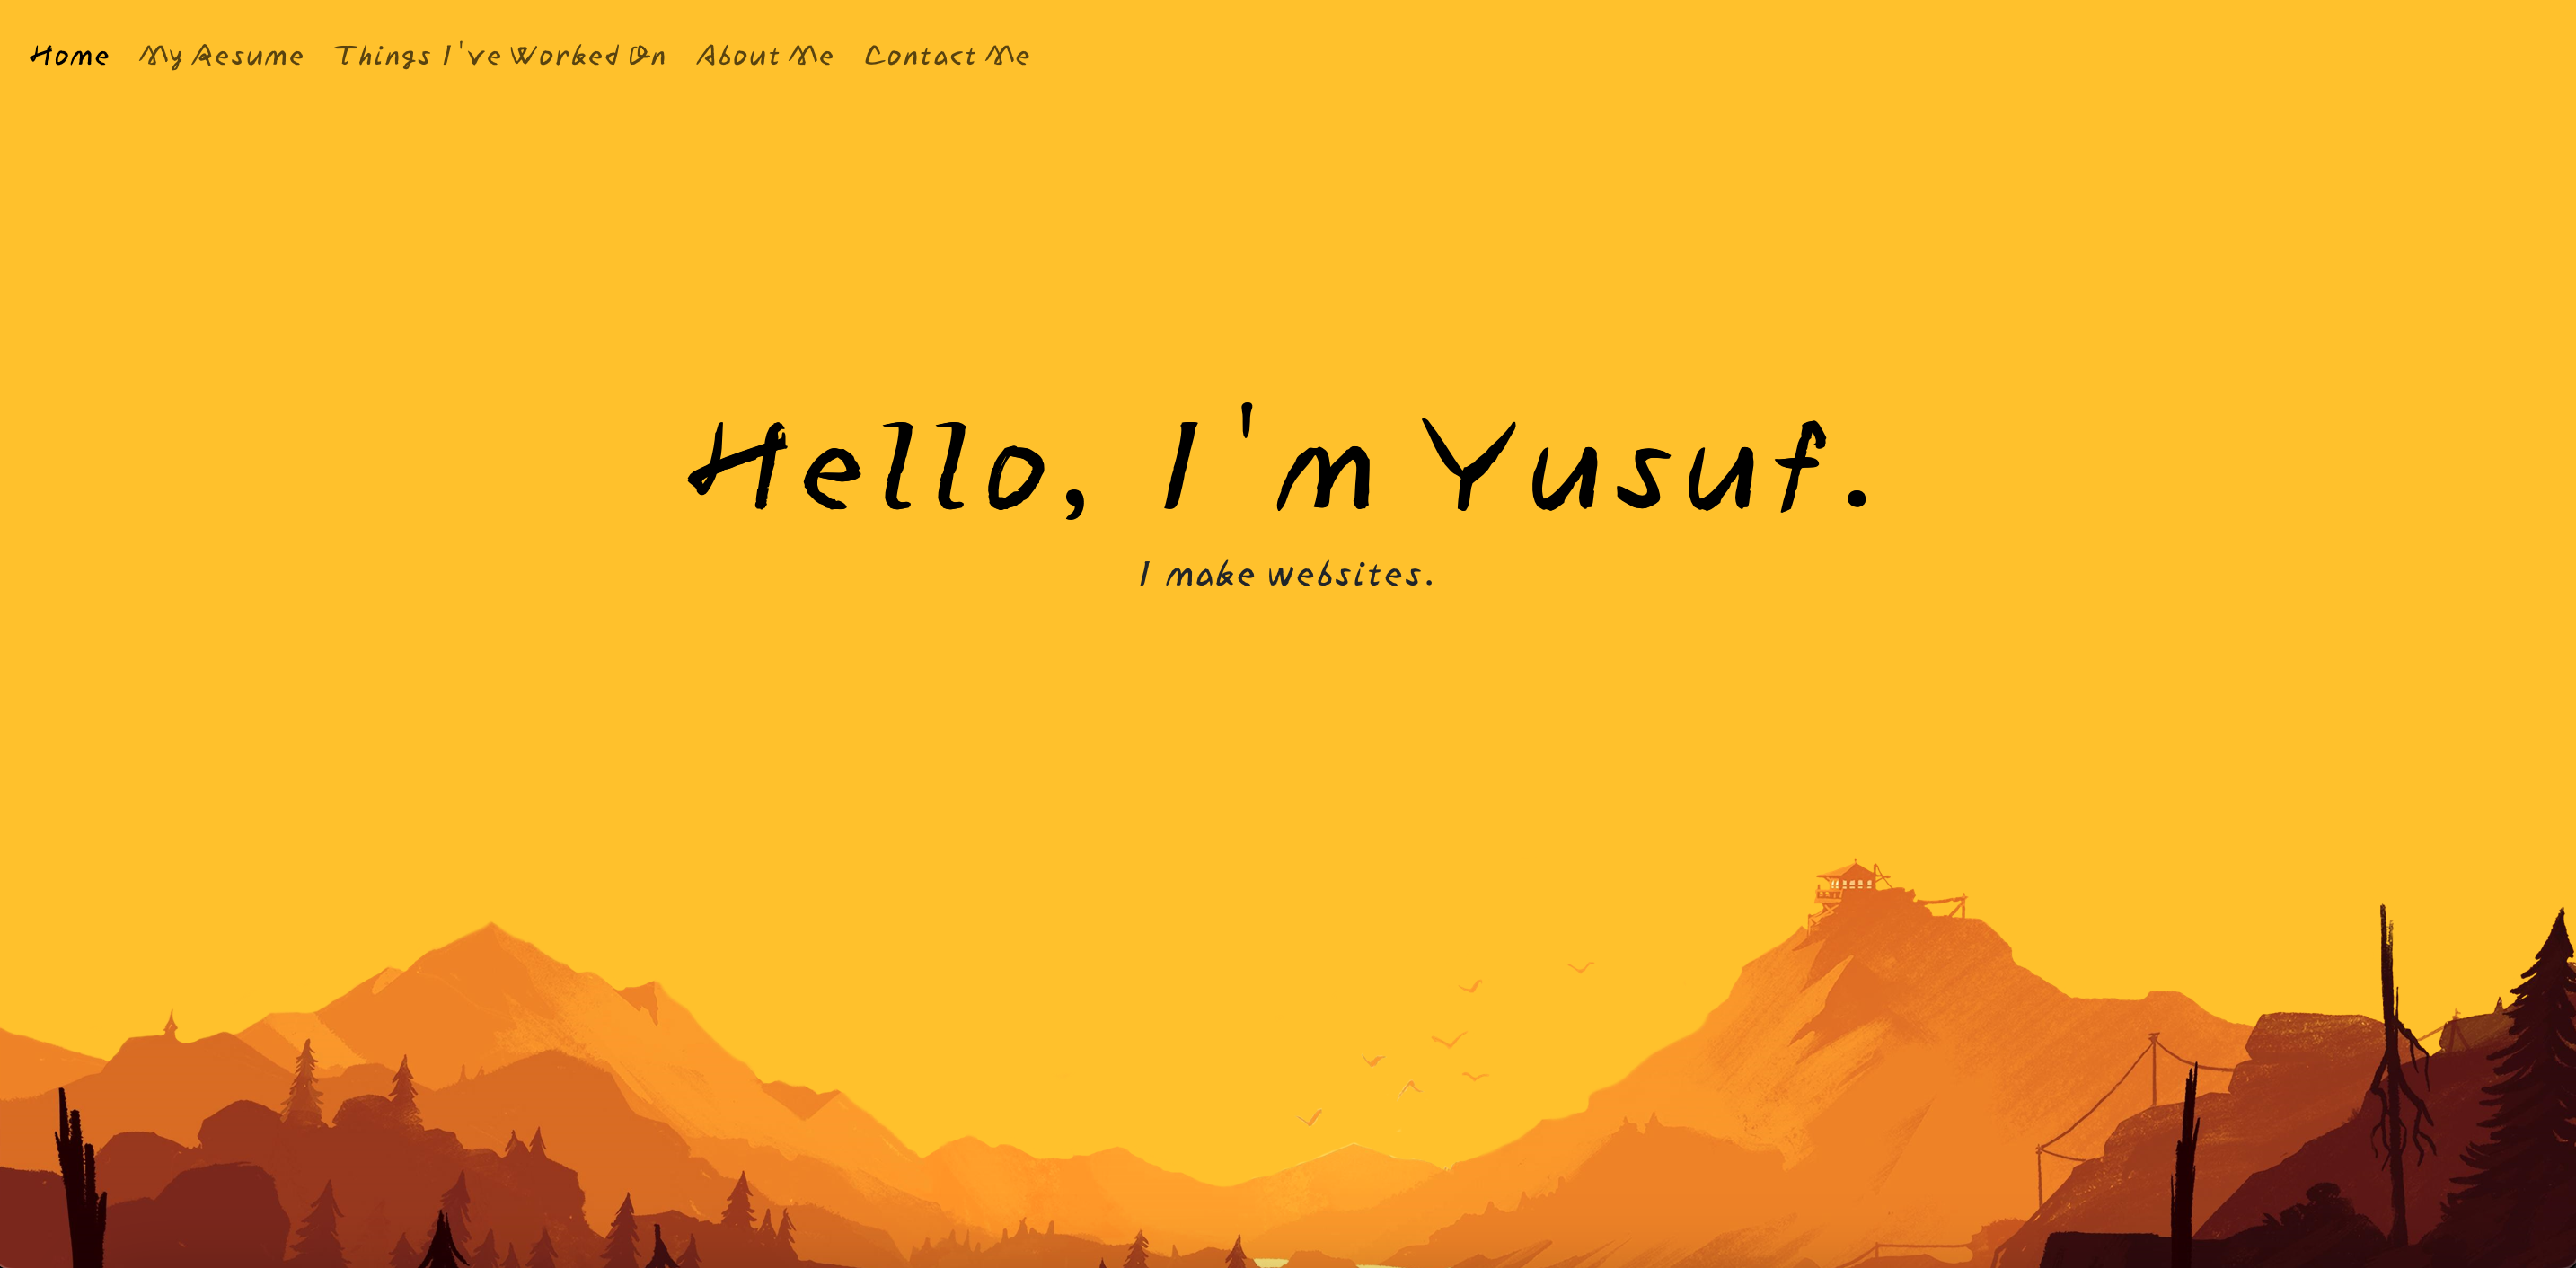 Home My Resume Things I've Worked On About Me Contact Me
Hello, I'm Yusuf.
I make websites.